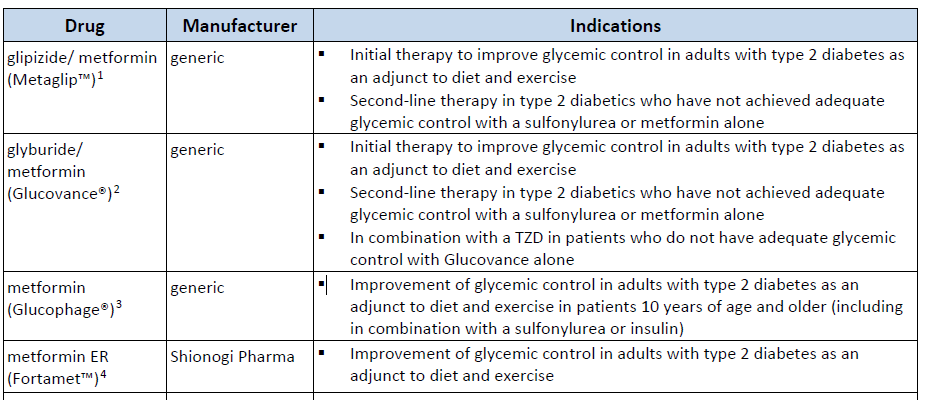 Drug Manufacturer Indications
glipizide/ metformin generic ▪ Initial therapy to improve glycemic control in adults with type 2 diabetes as
(Metaglip™)¹ an adjunct to diet and exercise
▪ Second-line therapy in type 2 diabetics who have not achieved adequate
glycemic control with a sulfonylurea or metformin alone
glyburide/ generic ▪ Initial therapy to improve glycemic control in adults with type 2 diabetes as
metformin an adjunct to diet and exercise
(Glucovance®)² ▪ Second-line therapy in type 2 diabetics who have not achieved adequate
glycemic control with a sulfonylurea or metformin alone
▪ In combination with a TZD in patients who do not have adequate glycemic
control with Glucovance alone
metformin generic ▪ Improvement of glycemic control in adults with type 2 diabetes as an
(Glucophage®)³ adjunct to diet and exercise in patients 10 years of age and older (including
in combination with a sulfonylurea or insulin)
metformin ER Shionogi Pharma ▪ Improvement of glycemic control in adults with type 2 diabetes as an
(Fortamet™)⁴ adjunct to diet and exercise